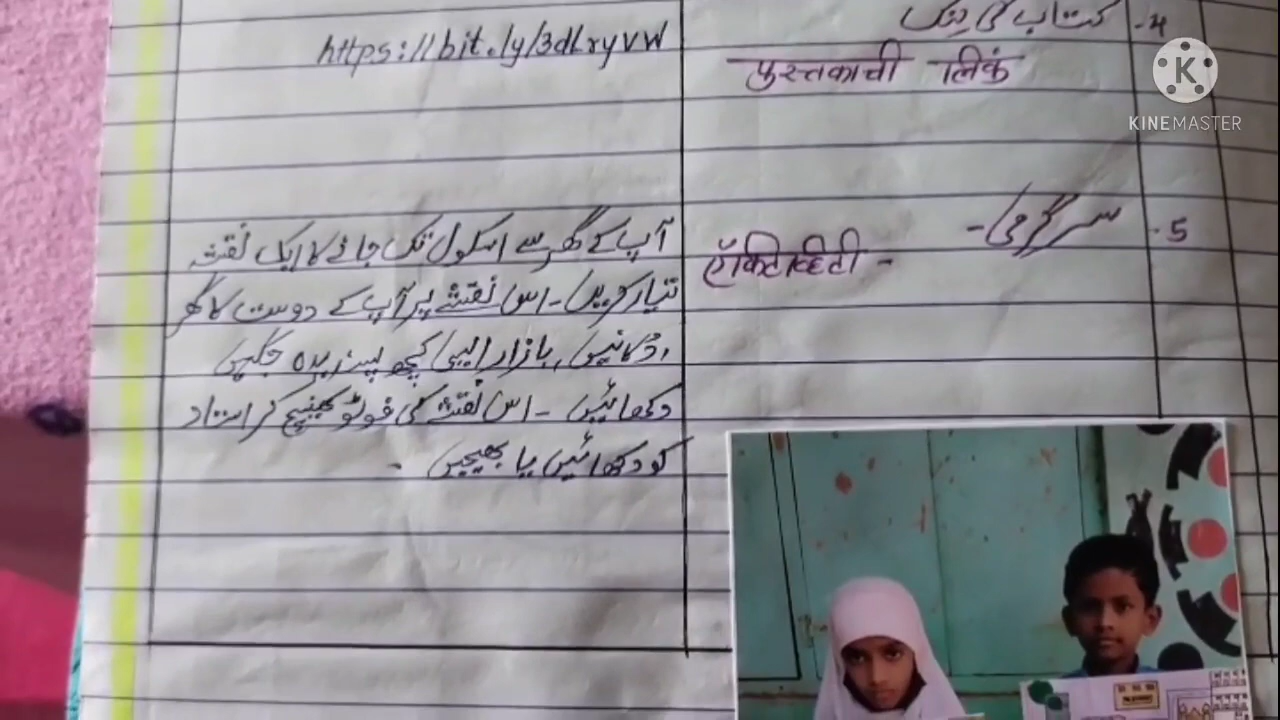 4- کتاب کی لنک
पुस्तकाची लिंक
https://bit.ly/3dLryVW
5. سرگرمی-
ऍक्टिव्हिटी -
آپ کے گھر سے اسکول تک جانے کا ایک نقشہ
تیار کریں - اس نقشے پر آپ کے دوست کا گھر
، دُکانیں، بازار ایسی کچھ پسندیدہ جگہیں
دکھائیں - اس نقشے کی فوٹو کھینچ کر استاد
کو دکھائیں یا بھیجیں -
K
KINEMASTER